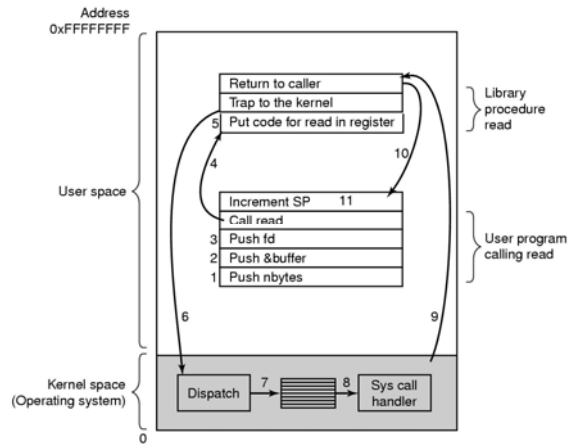 Address
0xFFFFFFFF
Return to caller
Trap to the kernel
5 Put code for read in register
Library
procedure
read
4
10
User space
Increment SP 11
Call read
3 Push fd
2 Push &buffer
1 Push nbytes
User program
calling read
6
9
Kernel space
(Operating system)
Dispatch
7
8
Sys call
handler
0